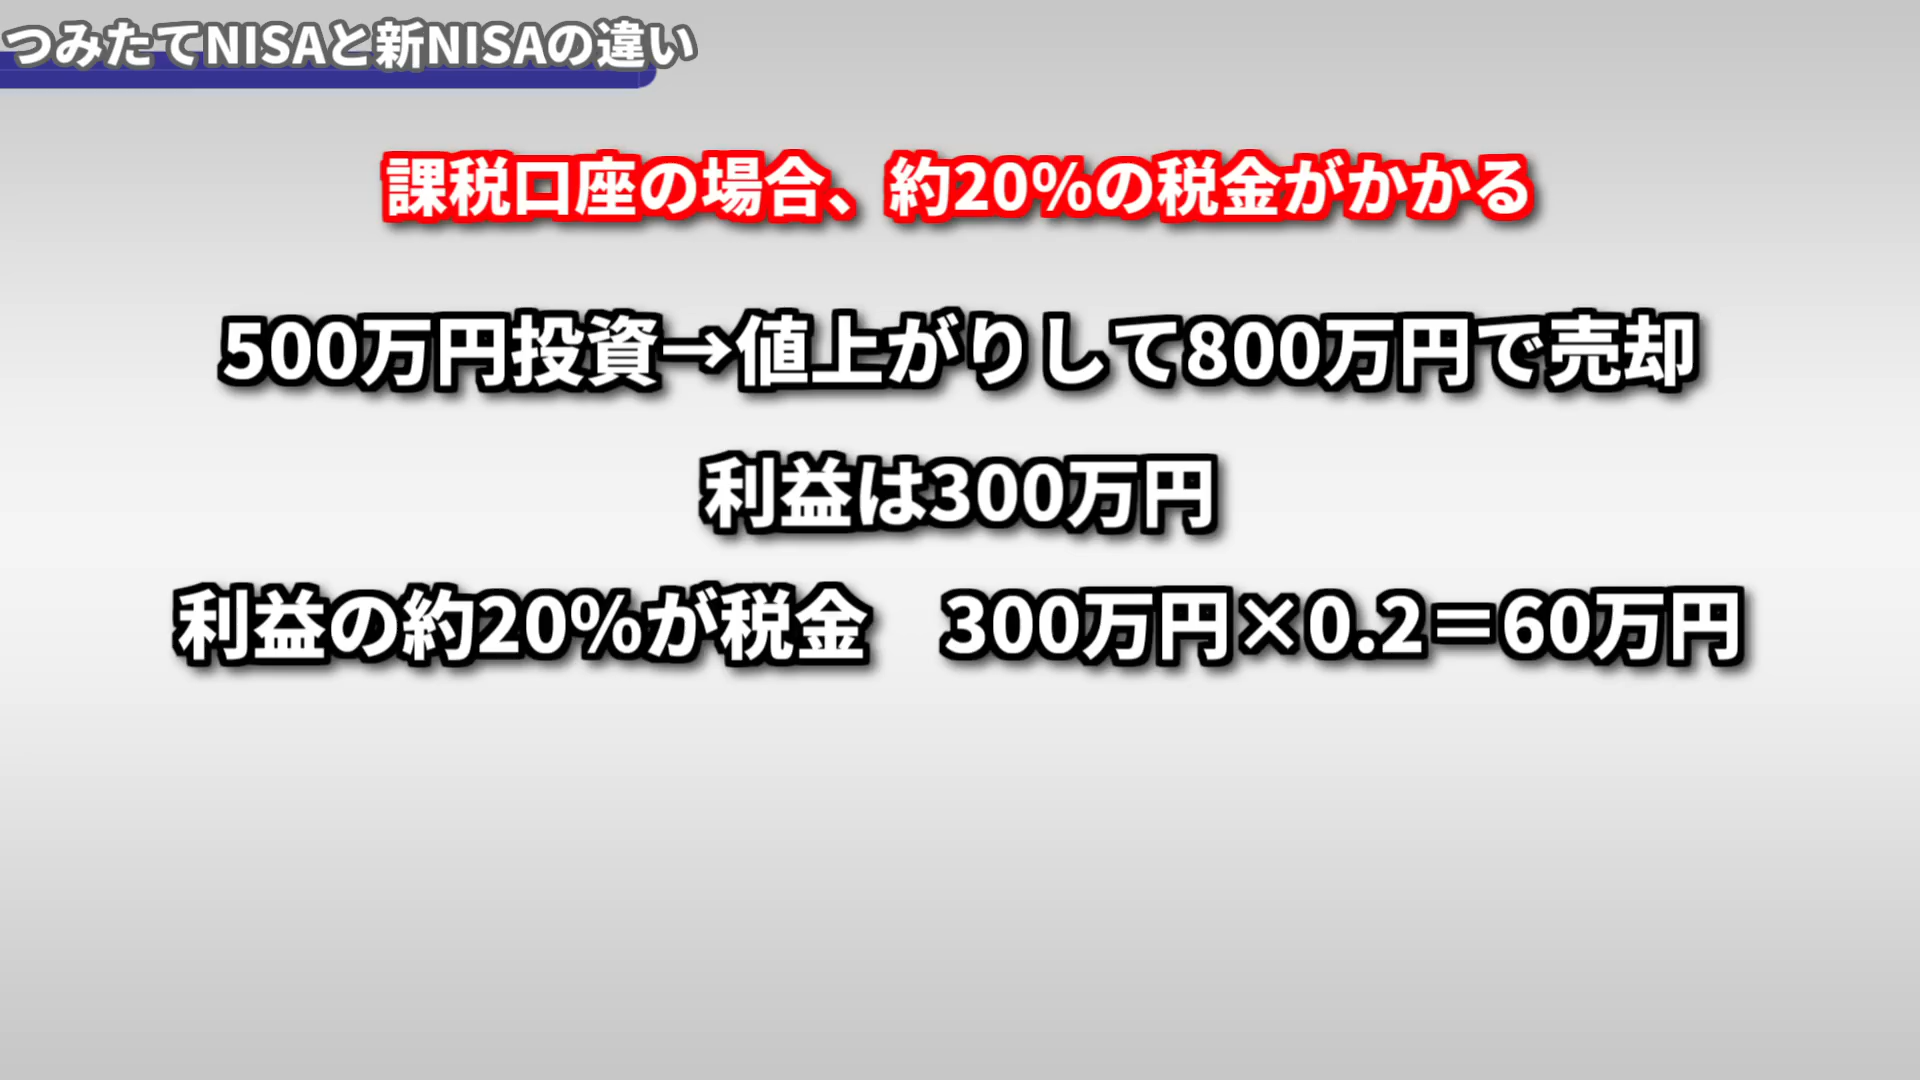 つみたてNISAと新NISAの違い
課税口座の場合、約20%の税金がかかる
500万円投資→値上がりして800万円で売却
利益は300万円
利益の約20%が税金　300万円×0.2＝60万円